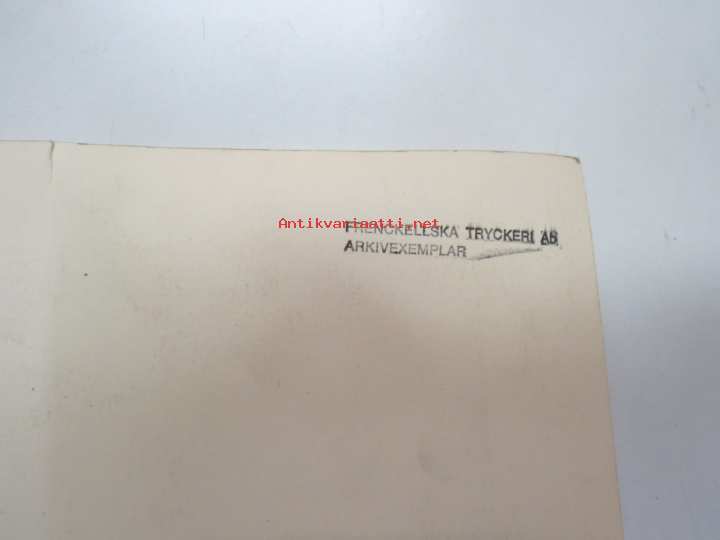 Antikvariaatti.net
FRENCKELLSKA TRYCKERI AB,
ARKIVEXEMPLAR